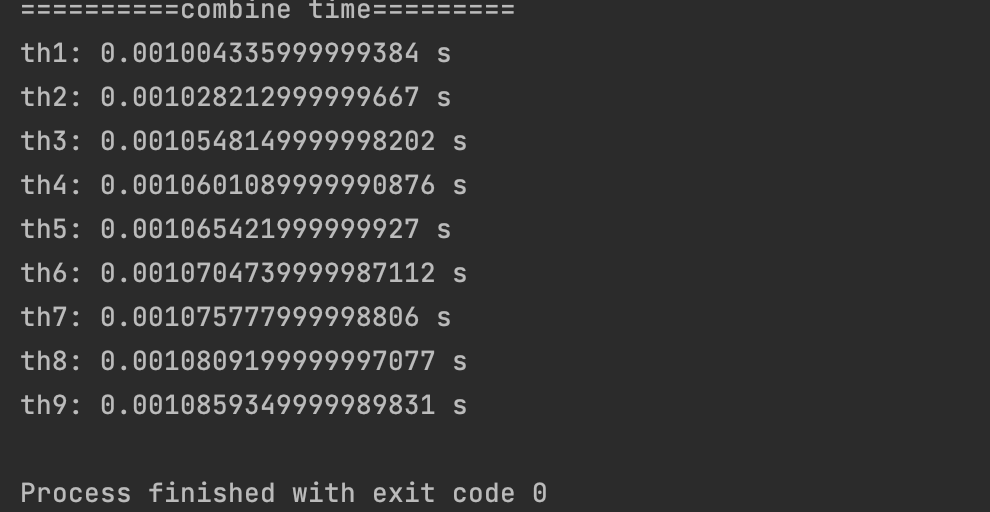 ==========combine time=========
th1: 0.001004335999999384 s
th2: 0.001028212999999667 s
th3: 0.0010548149999998202 s
th4: 0.0010601089999990876 s
th5: 0.001065421999999927 s
th6: 0.0010704739999987112 s
th7: 0.001075777999998806 s
th8: 0.0010809199999997077 s
th9: 0.0010859349999989831 s
Process finished with exit code 0